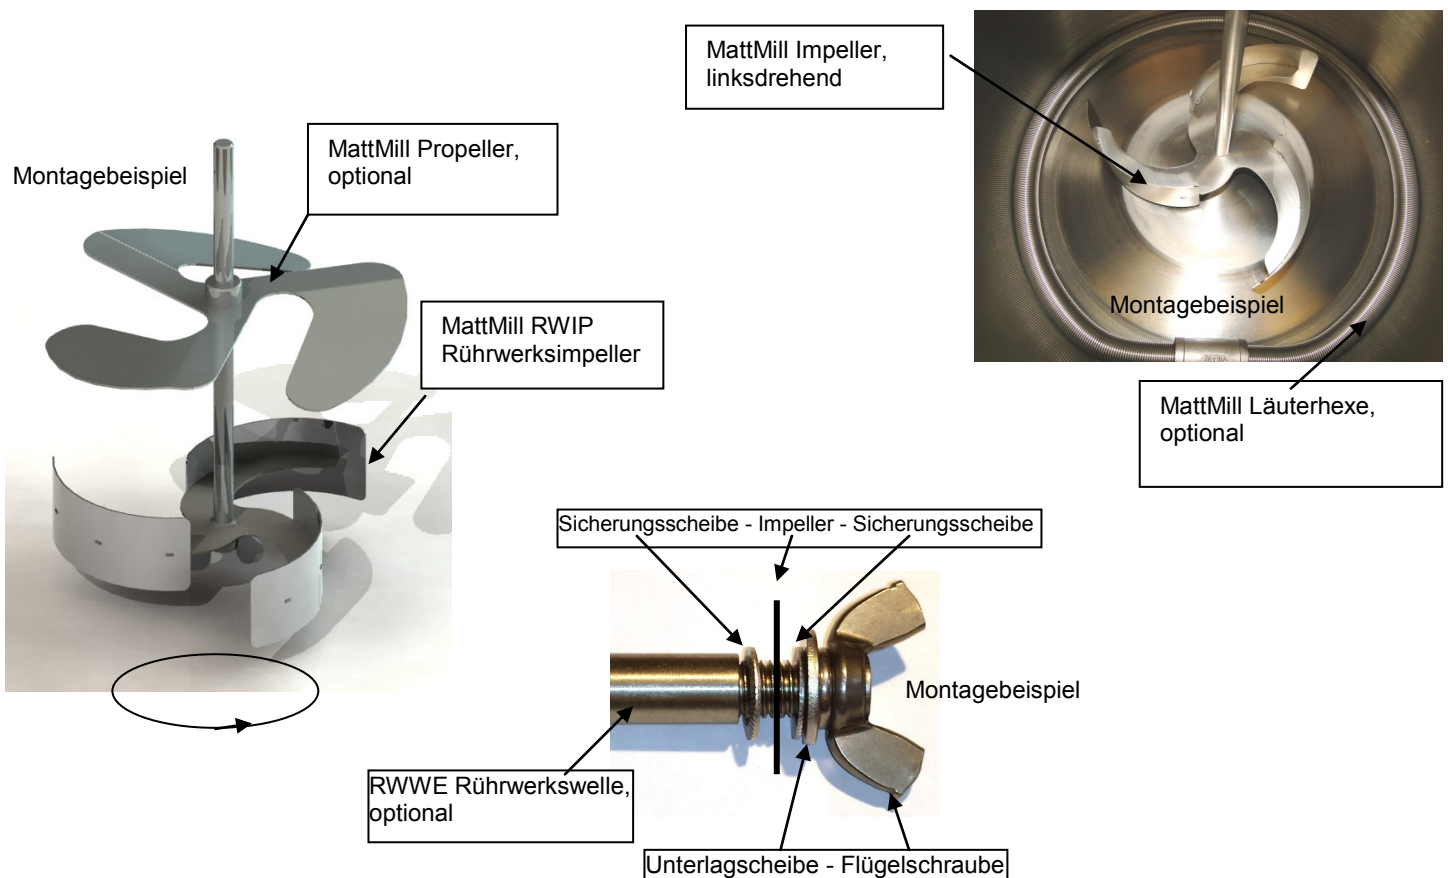 MattMill Impeller,
linksdrehend
MattMill Propeller,
optional
Montagebeispiel
MattMill RWIP
Rührwerksimpeller
Montagebeispiel
MattMill Läuterhexe,
optional
Sicherungsscheibe - Impeller - Sicherungsscheibe
Montagebeispiel
RWWE Rührwerkswelle,
optional
Unterlagscheibe - Flügelschraube